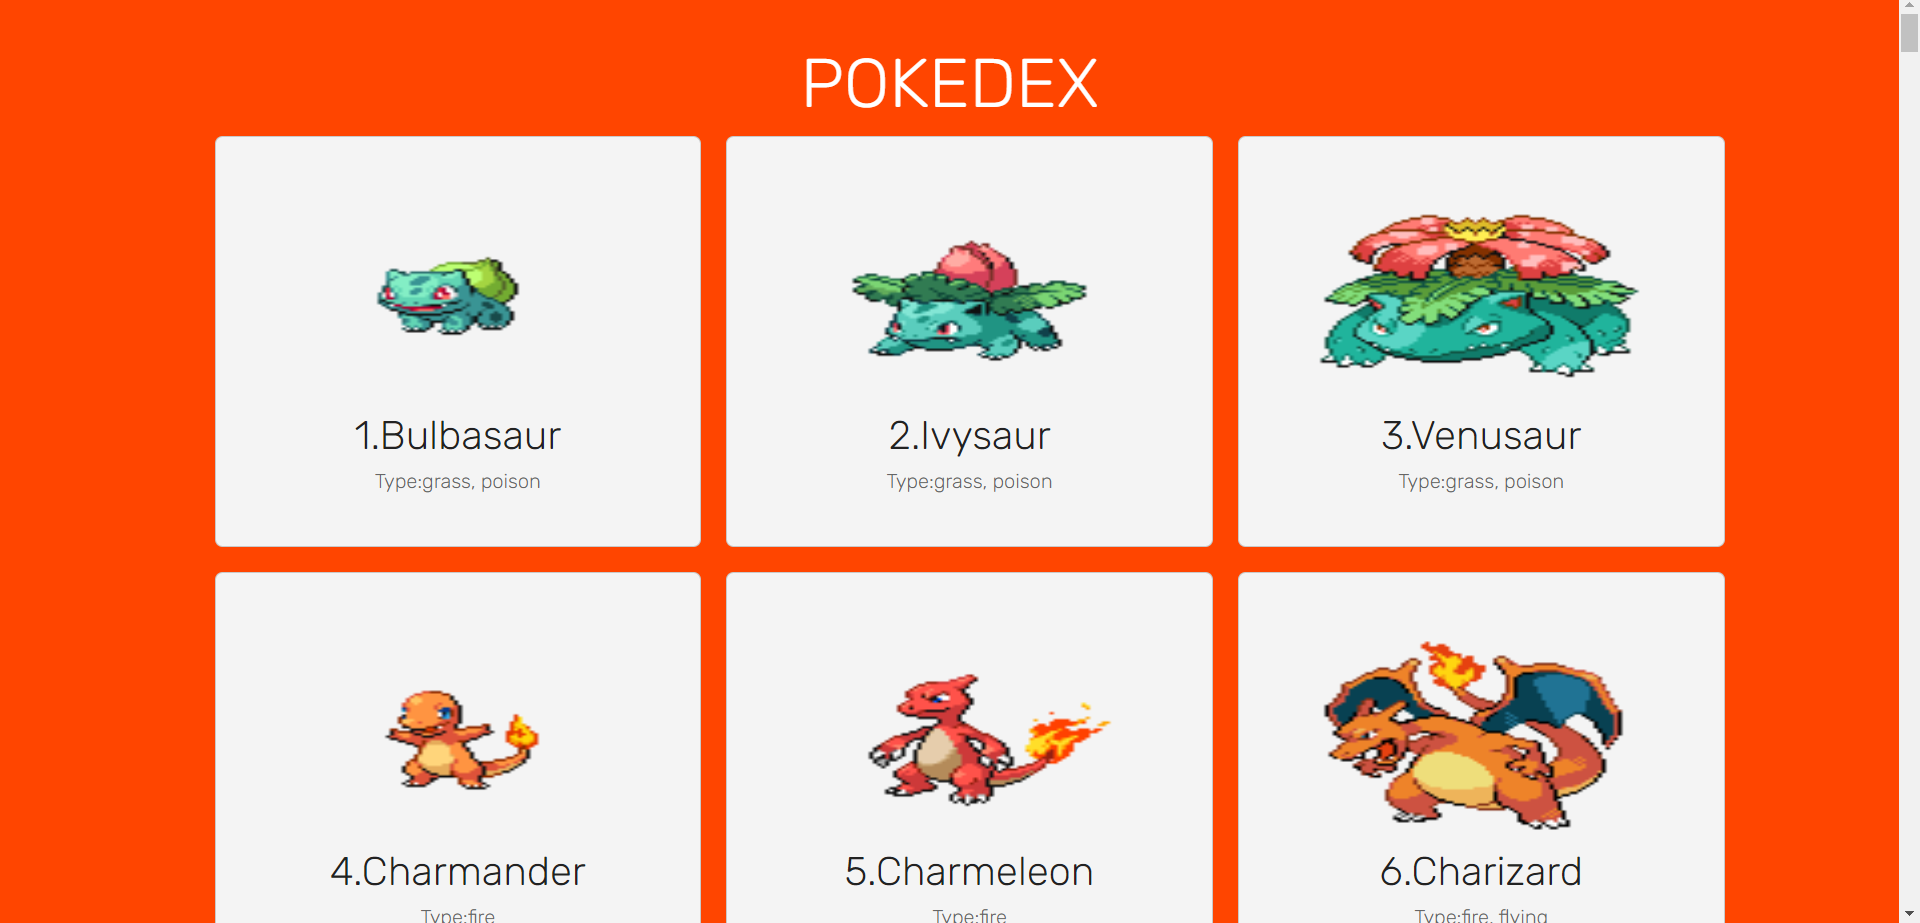 POKEDEX
1.Bulbasaur
Type:grass, poison
2.Ivysaur
Type:grass, poison
3.Venusaur
Type:grass, poison
4.Charmander
Type:fire
5.Charmeleon
Type:fire
6.Charizard
Type:fire, flying